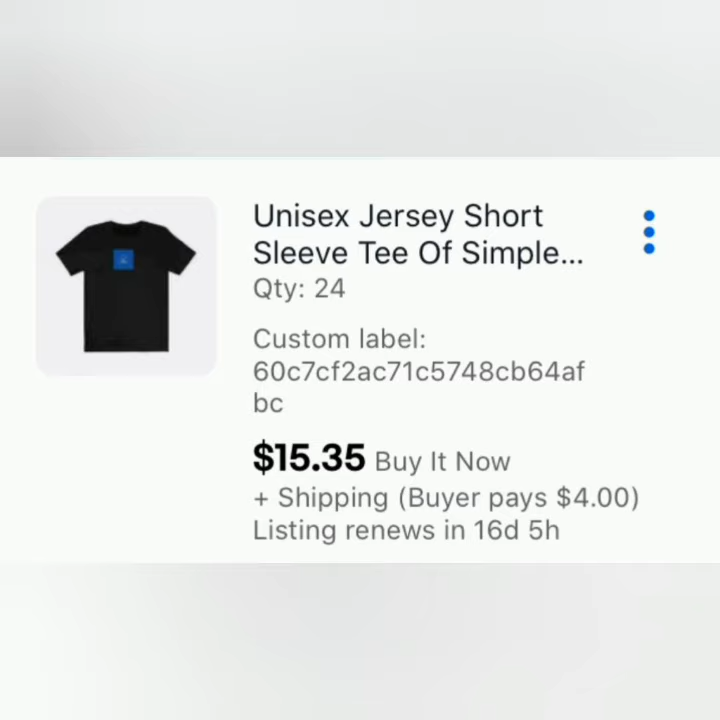 Unisex Jersey Short
Sleeve Tee Of Simple...
Qty: 24
Custom label:
60c7cf2ac71c5748cb64af
bc
$15.35 Buy It Now
+ Shipping (Buyer pays $4.00)
Listing renews in 16d 5h